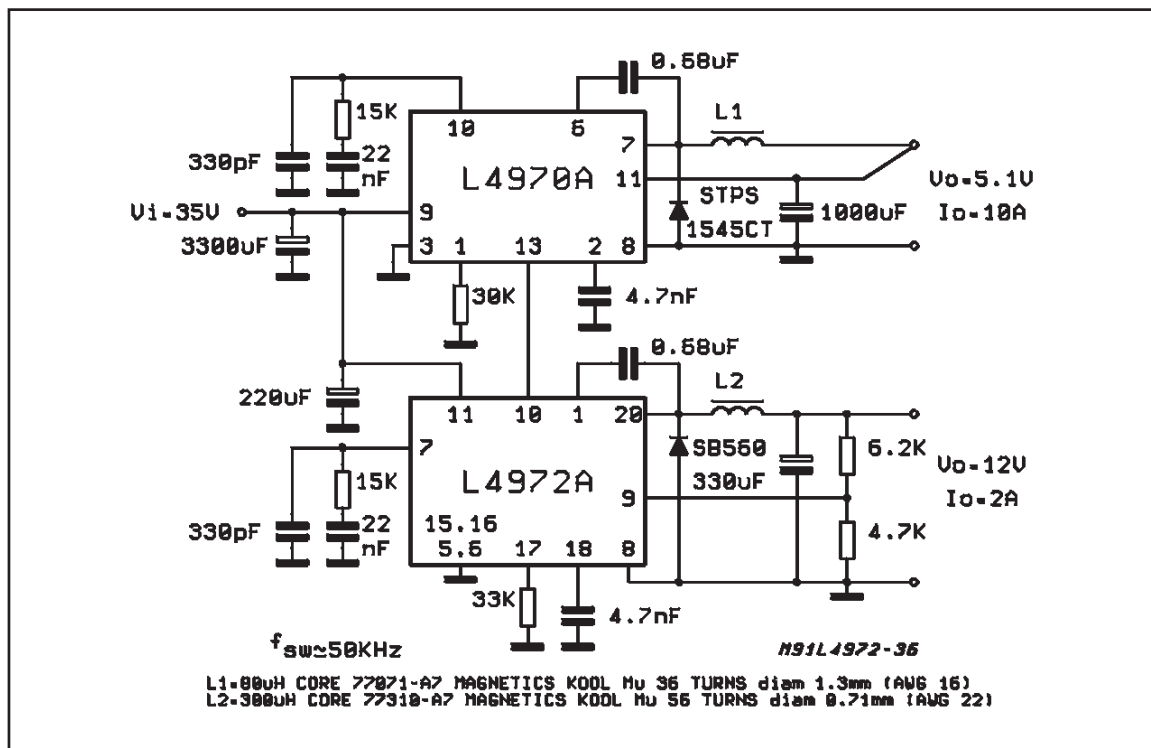 0.68uF
15K
10
6
L1
7
330pF
22
nF
L4970A
11
Vo=5.1V
STPS
Vi=35V
9
1545CT
1000uF
Io=10A
3300uF
3
1
13
2
8
30K
4.7nF
0.68uF
L2
220uF
11
10
1
20
7
SB560
6.2K
15K
L4972A
330uF
Vo=12V
9
Io=2A
330pF
22
nF
15.16
5.6
17
18
8
4.7K
33K
4.7nF
fsw≃50KHz
M91L4972-36
L1=80uH CORE 77071-A7 MAGNETICS KOOL Mu 36 TURNS diam 1.3mm (AWG 16)
L2=300uH CORE 77310-A7 MAGNETICS KOOL Mu 56 TURNS diam 0.71mm (AWG 22)